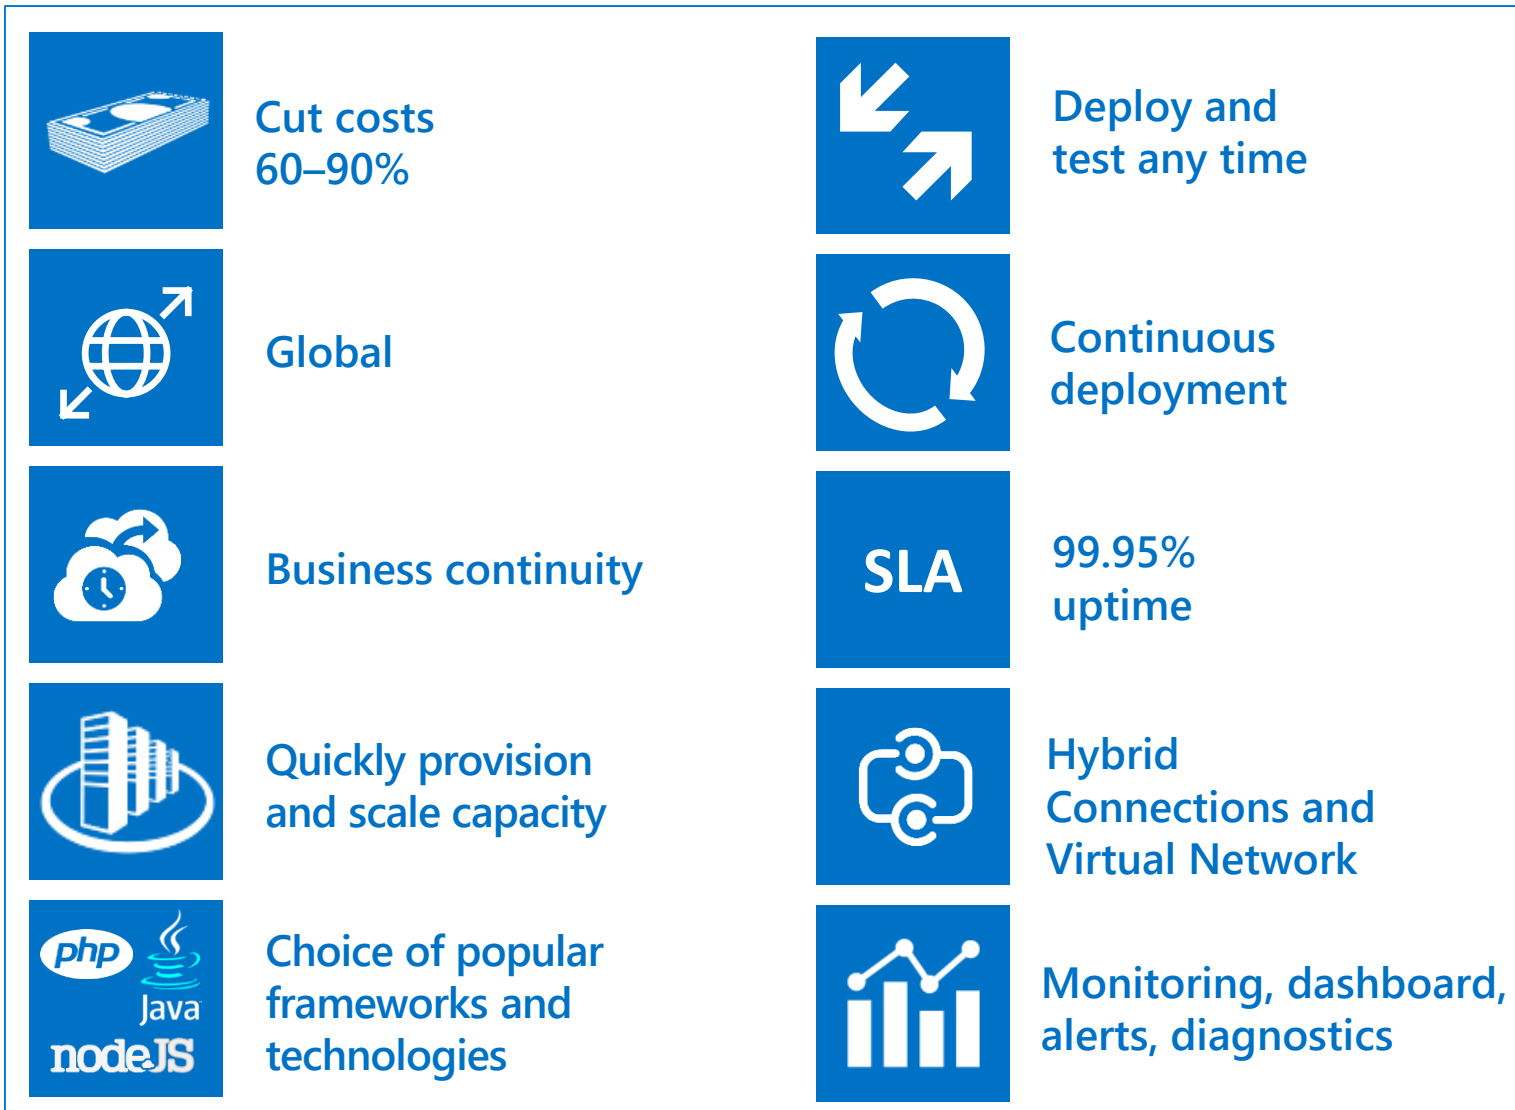 Cut costs
60–90%
Global
Business continuity
Quickly provision
and scale capacity
php
Java
nodeJS
Choice of popular
frameworks and
technologies
Deploy and
test any time
Continuous
deployment
SLA
99.95%
uptime
Hybrid
Connections and
Virtual Network
Monitoring, dashboard,
alerts, diagnostics